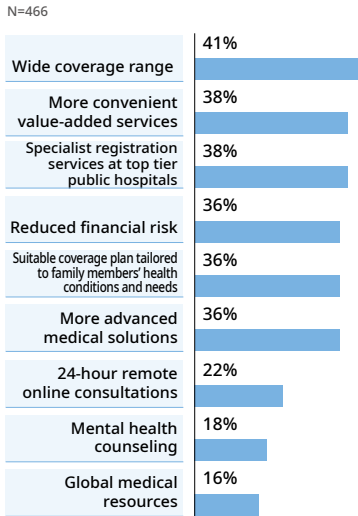 N=466
41%
Wide coverage range
38%
More convenient
value-added services
38%
Specialist registration
services at top tier
public hospitals
36%
Reduced financial risk
36%
Suitable coverage plan tailored
to family members’ health
conditions and needs
36%
More advanced
medical solutions
22%
24-hour remote
online consultations
18%
Mental health
counseling
16%
Global medical
resources